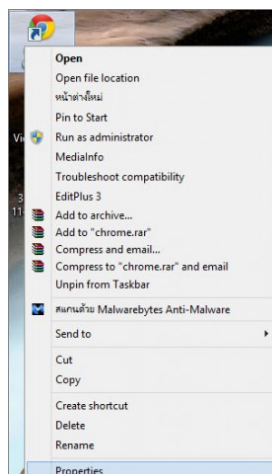 Open
Open file location
หน้าต่างใหม่
Pin to Start
Run as administrator
MediaInfo
Troubleshoot compatibility
EditPlus 3
Add to archive...
Add to "chrome.rar"
Compress and email...
Compress to "chrome.rar" and email
Unpin from Taskbar
สแกนด้วย Malwarebytes Anti-Malware
Send to
Cut
Copy
Create shortcut
Delete
Rename
Properties